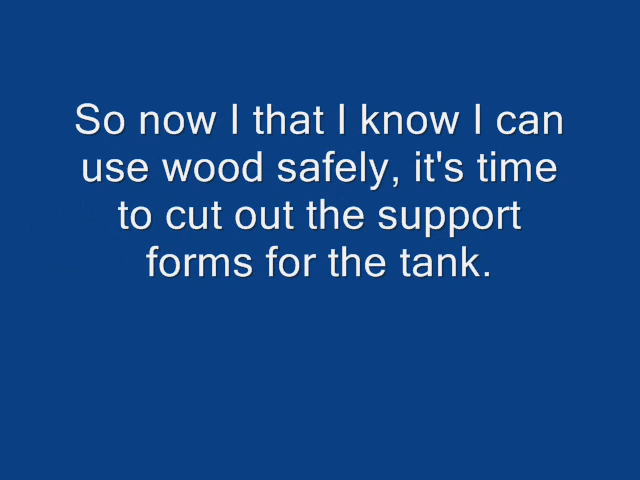 So now I that I know I can
use wood safely, it's time
to cut out the support
forms for the tank.